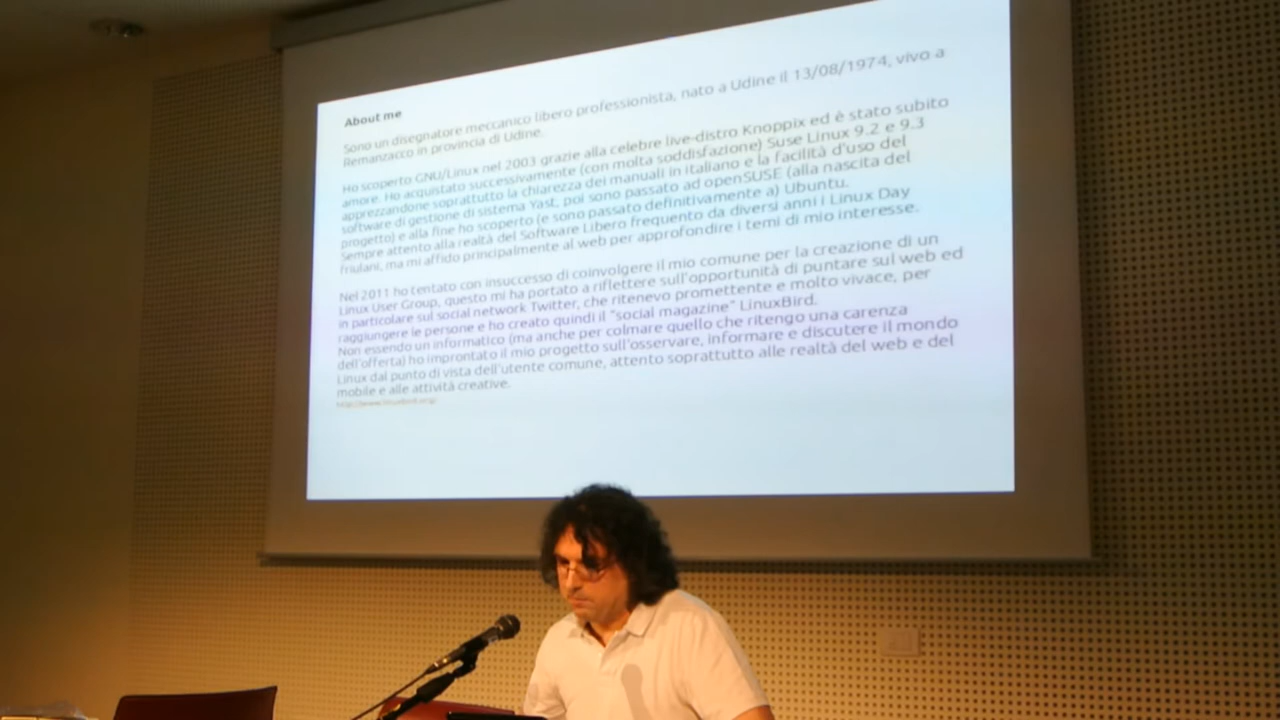 About me
Sono un disegnatore meccanico libero professionista, nato a Udine il 13/08/1974, vivo a
Remanzacco in provincia di Udine.
Ho scoperto GNU/Linux nel 2003 grazie alla celebre live-distro Knoppix ed è stato subito
amore. Ho acquistato successivamente (con molta soddisfazione) Suse Linux 9.2 e 9.3
apprezzandone soprattutto la chiarezza dei manuali in italiano e la facilità d'uso del
software di gestione di sistema Yast, poi sono passato ad openSUSE (alla nascita del
progetto) e alla fine ho scoperto (e sono passato definitivamente a) Ubuntu.
Sempre attento alla realtà del Software Libero frequento da diversi anni i Linux Day
friulani, ma mi affido principalmente al web per approfondire i temi di mio interesse.
Nel 2011 ho tentato con insuccesso di coinvolgere il mio comune per la creazione di un
Linux User Group, questo mi ha portato a riflettere sull'opportunità di puntare sul web ed
in particolare sul social network Twitter, che ritenevo promettente e molto vivace, per
raggiungere le persone e ho creato quindi il "social magazine" LinuxBird.
Non essendo un informatico (ma anche per colmare quello che ritengo una carenza
dell'offerta) ho improntato il mio progetto sull'osservare, informare e discutere il mondo
Linux dal punto di vista dell'utente comune, attento soprattutto alle realtà del web e del
mobile e alle attività creative.